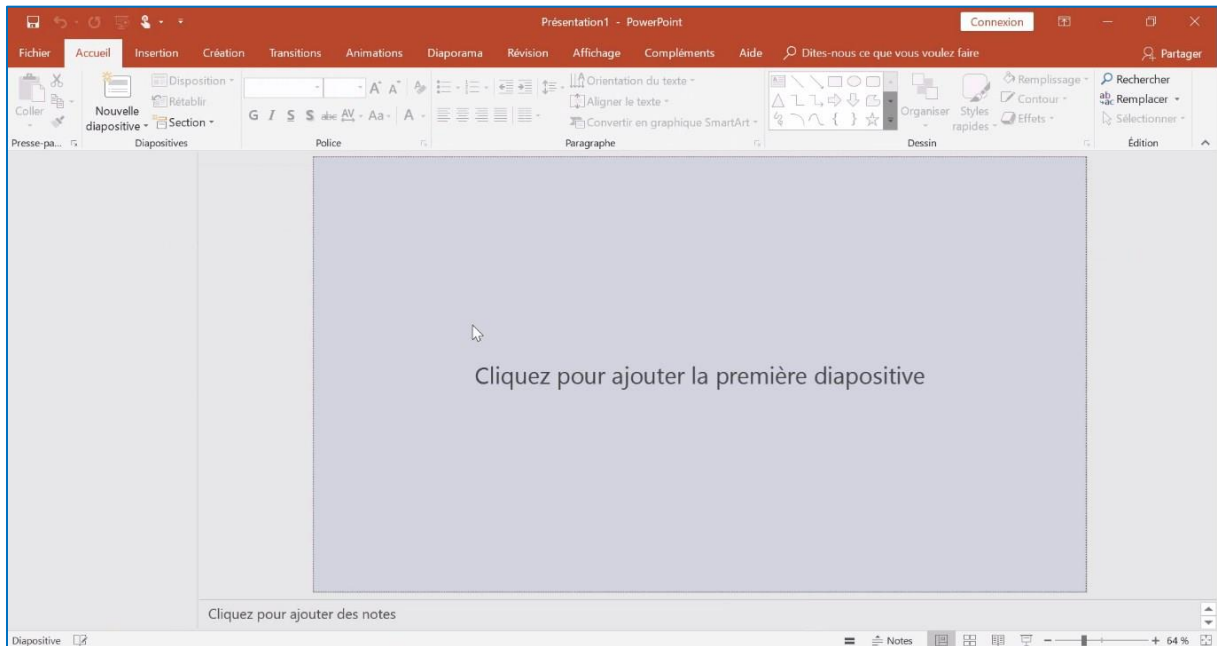 Présentation1 - PowerPoint
Connexion
Fichier Accueil Insertion Création Transitions Animations Diaporama Révision Affichage Compléments Aide Dites-nous ce que vous voulez faire Partager
Coller
Nouvelle diapositive
Disposition
Rétablir
Section
G I S S abc AV Aa A
Orientation du texte
Aligner le texte
Convertir en graphique SmartArt
Organiser
Styles rapides
Remplissage
Contour
Effets
Rechercher
Remplacer
Sélectionner
Presse-pa... Diapositives Police Paragraphe Dessin Édition
Cliquez pour ajouter la première diapositive
Cliquez pour ajouter des notes
Diapositive Notes 64 %